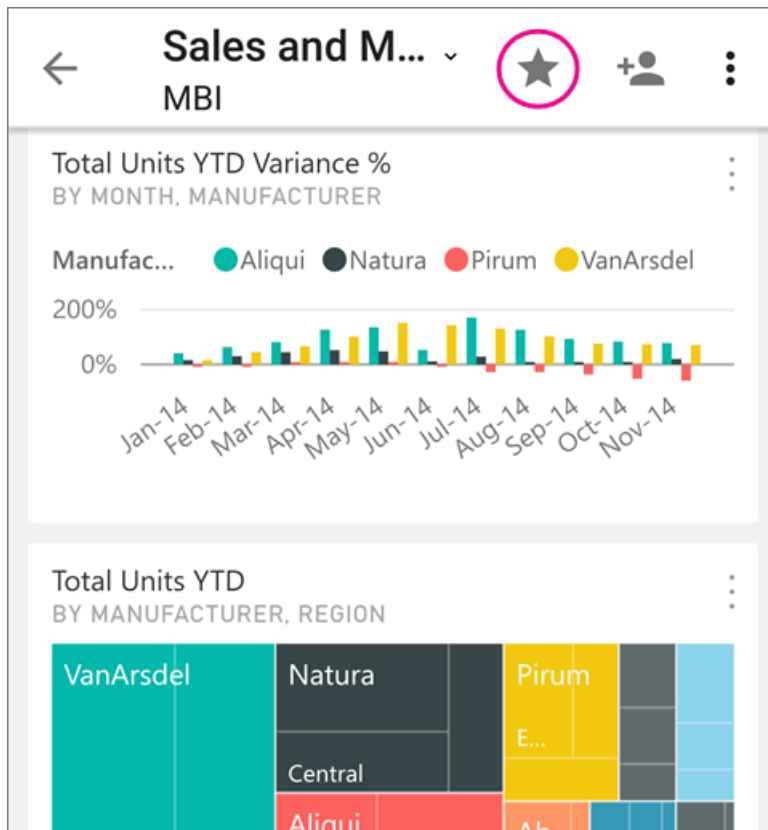 Sales and M...
MBI
Total Units YTD Variance %
BY MONTH, MANUFACTURER
Manufac... Aliqui Natura Pirum VanArsdel
200%
0%
Jan-14 Feb-14 Mar-14 Apr-14 May-14 Jun-14 Jul-14 Aug-14 Sep-14 Oct-14 Nov-14
Total Units YTD
BY MANUFACTURER, REGION
VanArsdel Natura Pirum
E...
Central
Aliqui Ab